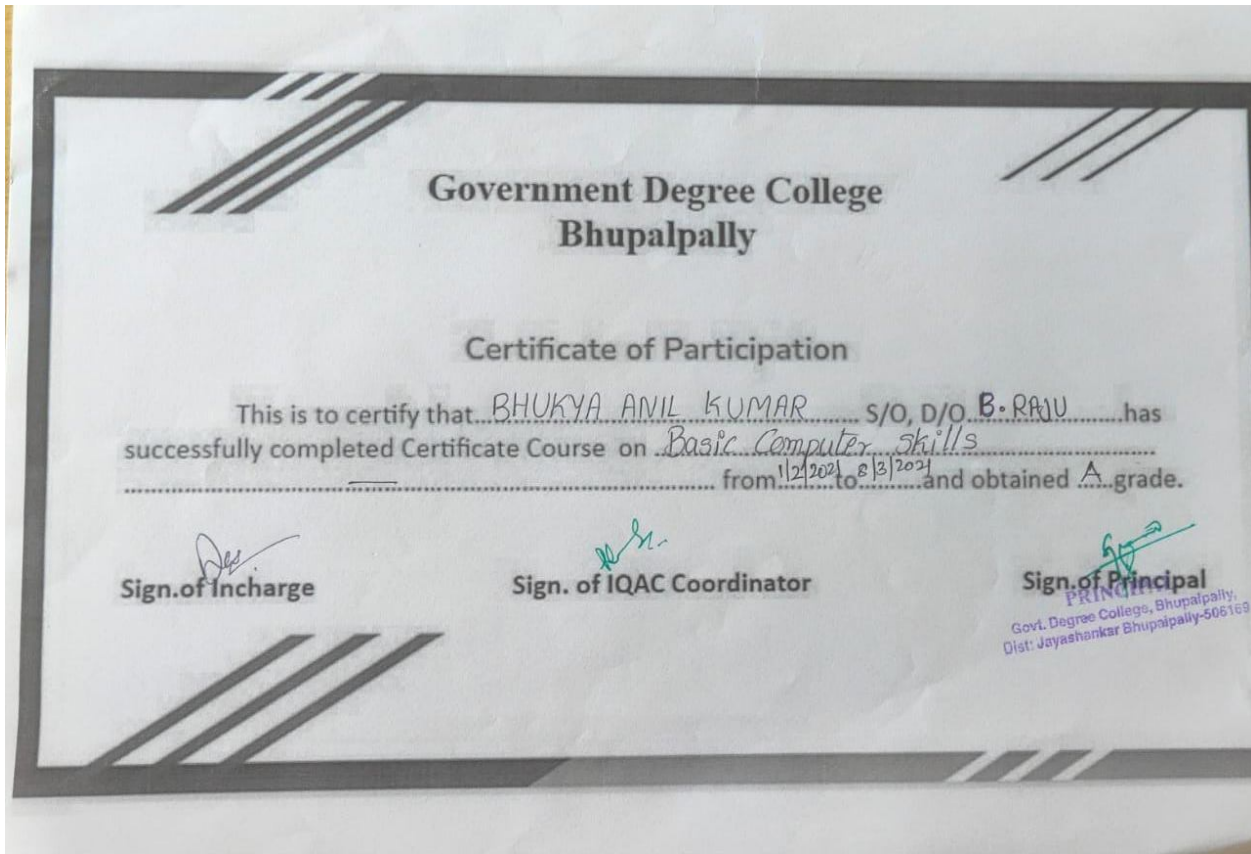 Government Degree College
Bhupalpally
Certificate of Participation
This is to certify that BHUKYA ANIL KUMAR S/O, D/O B. RAJU has
successfully completed Certificate Course on Basic Computer skills
from 1/2/2021 to 8/3/2021 and obtained A grade.
Sign.of Incharge
Sign. of IQAC Coordinator
Sign.of Principal
PRINCIPAL
Govt. Degree College, Bhupalpally,
Dist: Jayashankar Bhupalpally-506169